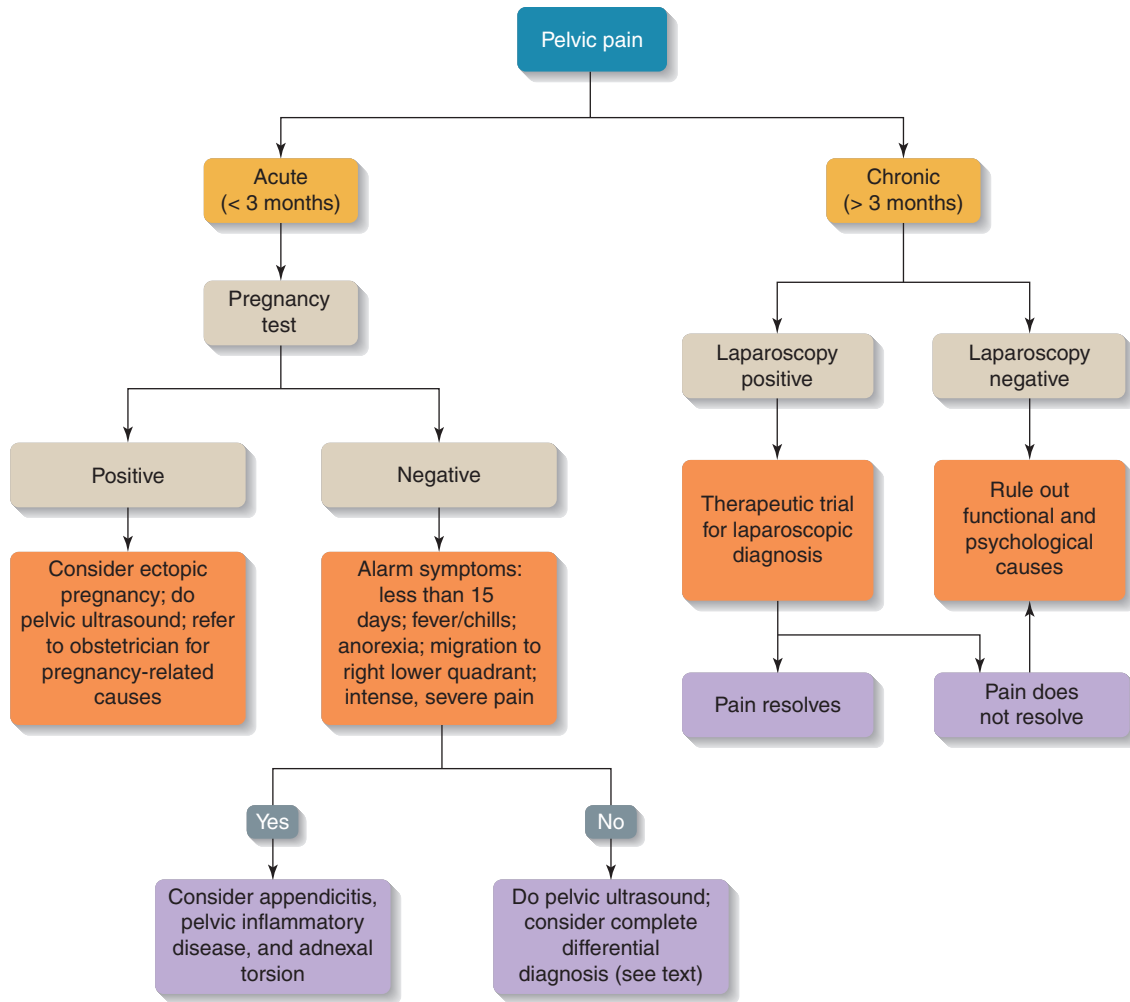 Pelvic pain
Acute
(< 3 months)
Chronic
(> 3 months)
Pregnancy
test
Laparoscopy
positive
Laparoscopy
negative
Positive
Negative
Therapeutic trial
for laparoscopic
diagnosis
Rule out
functional and
psychological
causes
Consider ectopic
pregnancy; do
pelvic ultrasound; refer
to obstetrician for
pregnancy-related
causes
Alarm symptoms:
less than 15
days; fever/chills;
anorexia; migration to
right lower quadrant;
intense, severe pain
Pain resolves
Pain does
not resolve
Yes
No
Consider appendicitis,
pelvic inflammatory
disease, and adnexal
torsion
Do pelvic ultrasound;
consider complete
differential
diagnosis (see text)